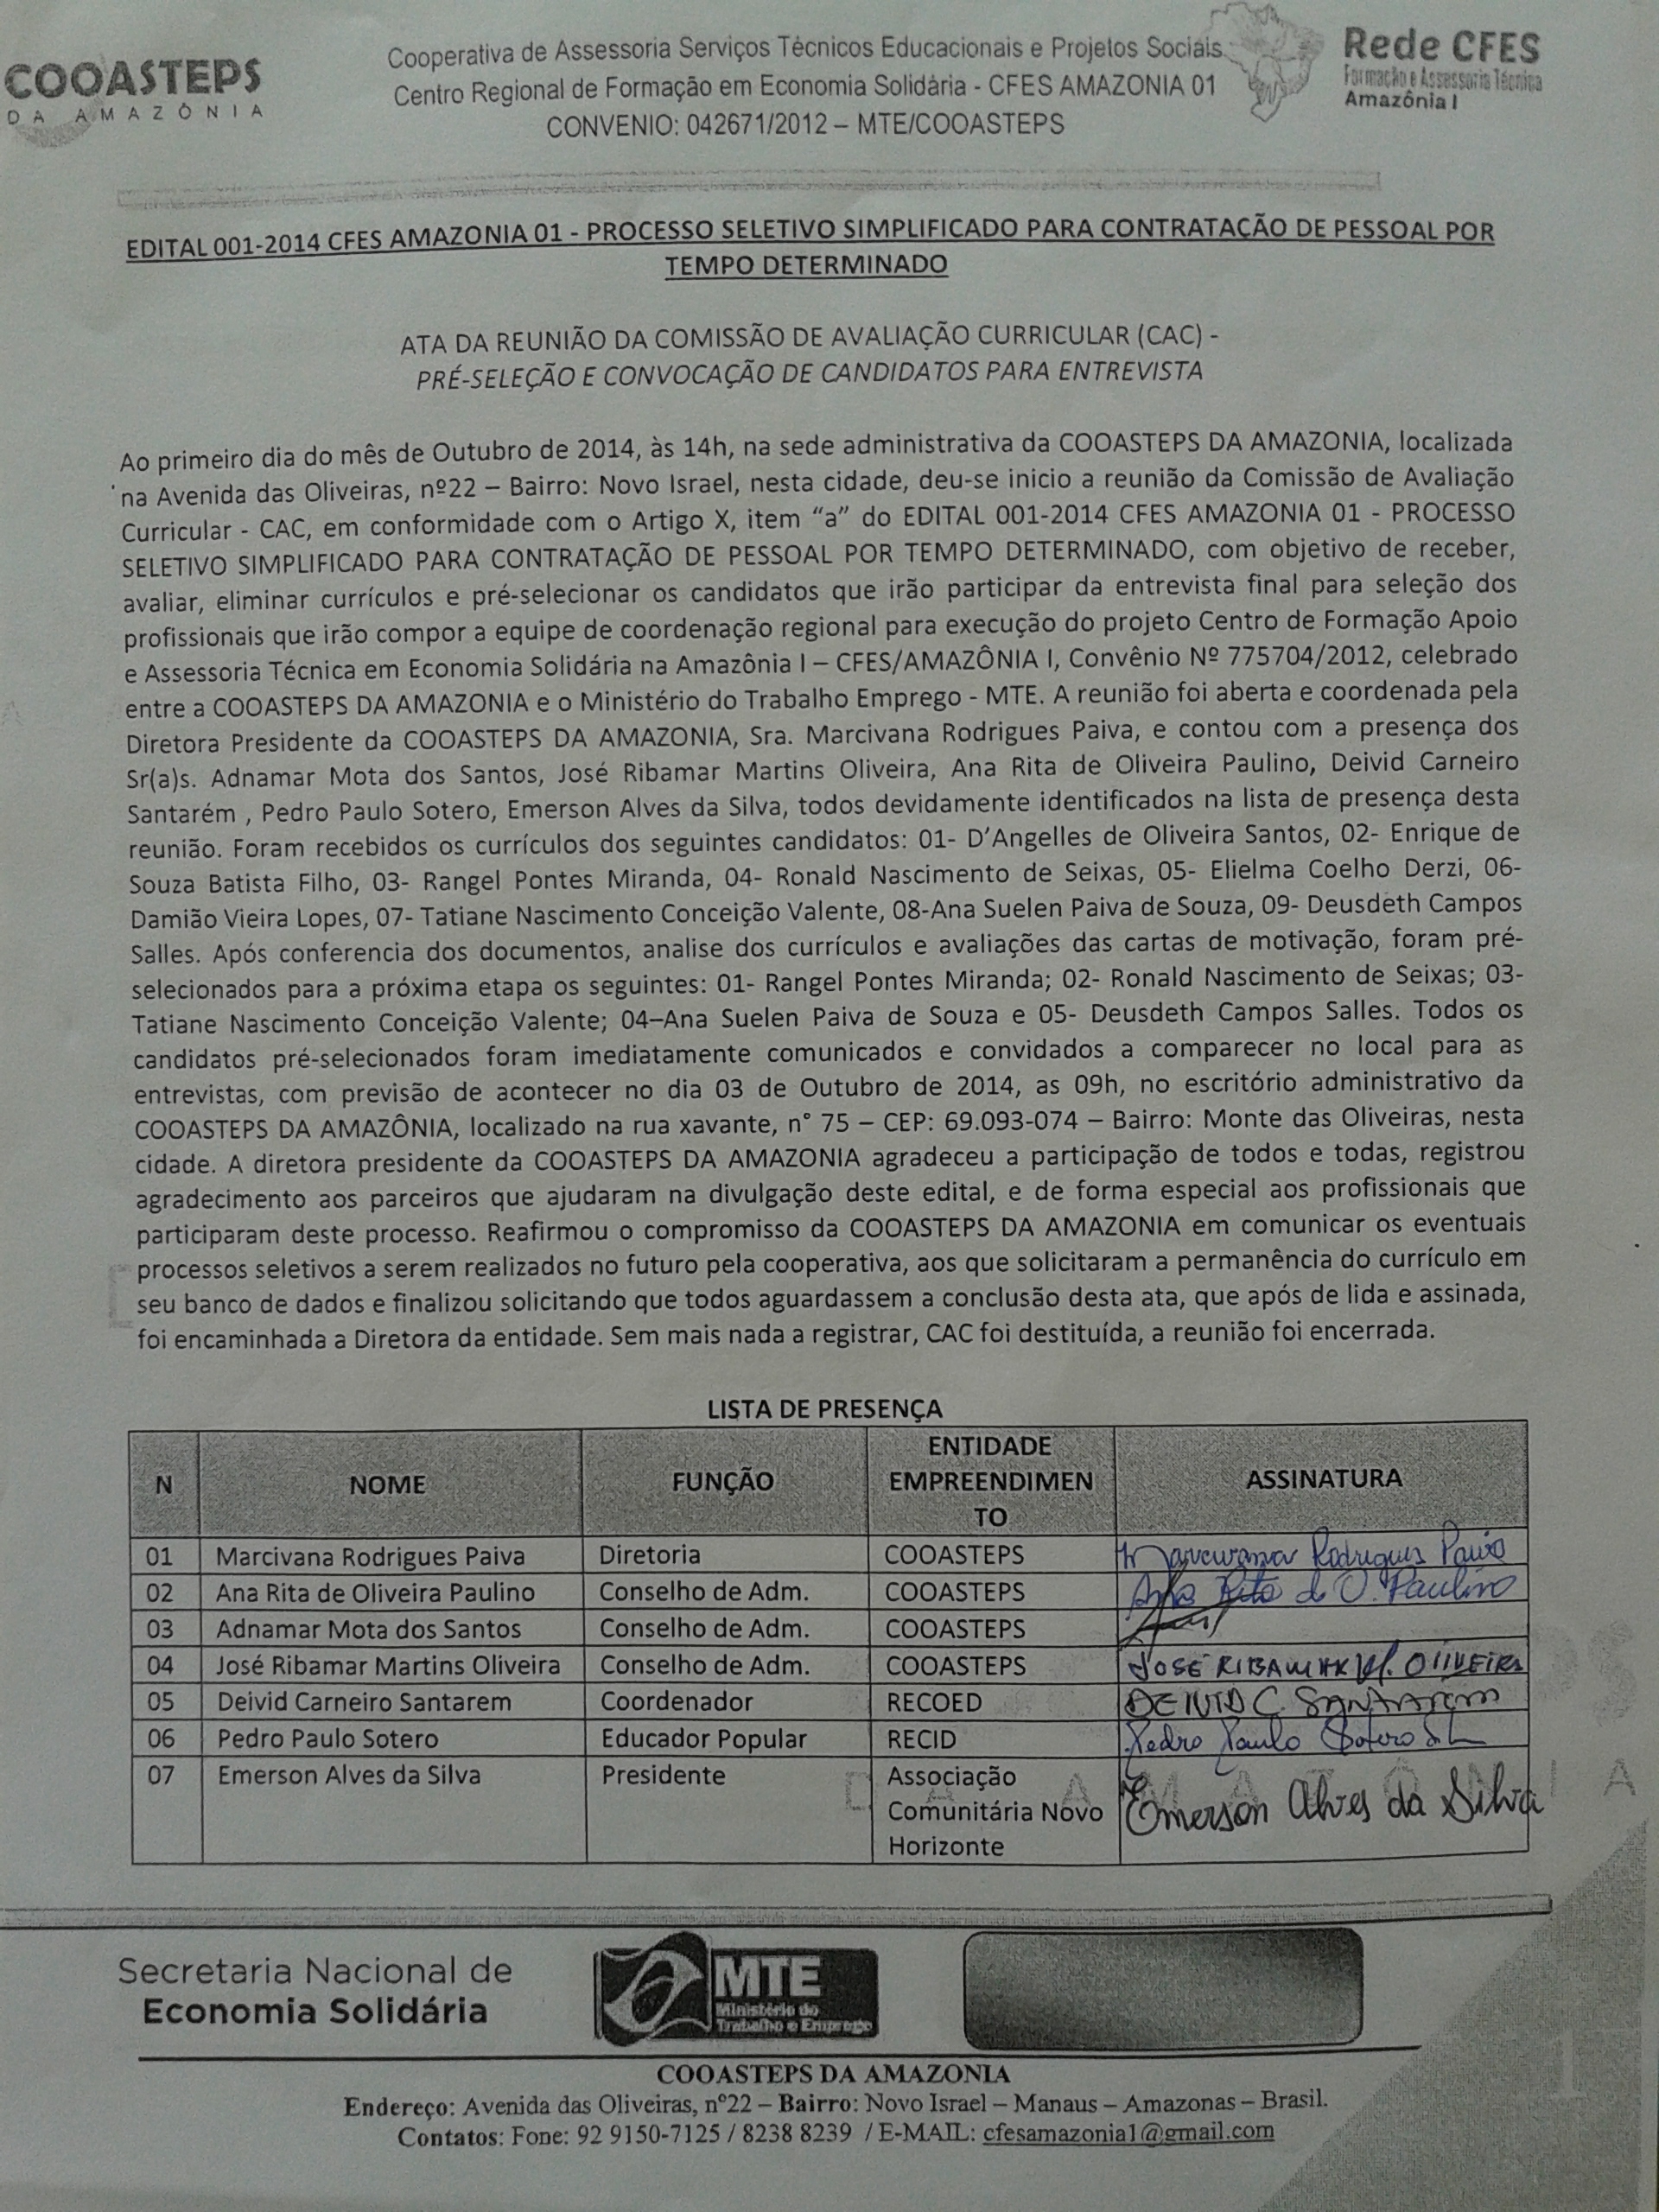 COOASTEPS
DA AMAZÔNIA
Cooperativa de Assessoria Serviços Técnicos Educacionais e Projetos Sociais.
Centro Regional de Formação em Economia Solidária - CFES AMAZONIA 01
CONVENIO: 042671/2012 – MTE/COOASTEPS
Rede CFES
Formação e Assessoria Técnica
Amazônia I
EDITAL 001-2014 CFES AMAZONIA 01 - PROCESSO SELETIVO SIMPLIFICADO PARA CONTRATAÇÃO DE PESSOAL POR
TEMPO DETERMINADO
ATA DA REUNIÃO DA COMISSÃO DE AVALIAÇÃO CURRICULAR (CAC) -
PRÉ-SELEÇÃO E CONVOCAÇÃO DE CANDIDATOS PARA ENTREVISTA
Ao primeiro dia do mês de Outubro de 2014, às 14h, na sede administrativa da COOASTEPS DA AMAZONIA, localizada
na Avenida das Oliveiras, nº22 – Bairro: Novo Israel, nesta cidade, deu-se inicio a reunião da Comissão de Avaliação
Curricular - CAC, em conformidade com o Artigo X, item “a” do EDITAL 001-2014 CFES AMAZONIA 01 - PROCESSO
SELETIVO SIMPLIFICADO PARA CONTRATAÇÃO DE PESSOAL POR TEMPO DETERMINADO, com objetivo de receber,
avaliar, eliminar currículos e pré-selecionar os candidatos que irão participar da entrevista final para seleção dos
profissionais que irão compor a equipe de coordenação regional para execução do projeto Centro de Formação Apoio
e Assessoria Técnica em Economia Solidária na Amazônia I – CFES/AMAZÔNIA I, Convênio Nº 775704/2012, celebrado
entre a COOASTEPS DA AMAZONIA e o Ministério do Trabalho Emprego - MTE. A reunião foi aberta e coordenada pela
Diretora Presidente da COOASTEPS DA AMAZONIA, Sra. Marcivana Rodrigues Paiva, e contou com a presença dos
Sr(a)s. Adnamar Mota dos Santos, José Ribamar Martins Oliveira, Ana Rita de Oliveira Paulino, Deivid Carneiro
Santarém , Pedro Paulo Sotero, Emerson Alves da Silva, todos devidamente identificados na lista de presença desta
reunião. Foram recebidos os currículos dos seguintes candidatos: 01- D’Angelles de Oliveira Santos, 02- Enrique de
Souza Batista Filho, 03- Rangel Pontes Miranda, 04- Ronald Nascimento de Seixas, 05- Elielma Coelho Derzi, 06-
Damião Vieira Lopes, 07- Tatiane Nascimento Conceição Valente, 08-Ana Suelen Paiva de Souza, 09- Deusdeth Campos
Salles. Após conferencia dos documentos, analise dos currículos e avaliações das cartas de motivação, foram pré-
selecionados para a próxima etapa os seguintes: 01- Rangel Pontes Miranda; 02- Ronald Nascimento de Seixas; 03-
Tatiane Nascimento Conceição Valente; 04–Ana Suelen Paiva de Souza e 05- Deusdeth Campos Salles. Todos os
candidatos pré-selecionados foram imediatamente comunicados e convidados a comparecer no local para as
entrevistas, com previsão de acontecer no dia 03 de Outubro de 2014, as 09h, no escritório administrativo da
COOASTEPS DA AMAZÔNIA, localizado na rua xavante, n° 75 – CEP: 69.093-074 – Bairro: Monte das Oliveiras, nesta
cidade. A diretora presidente da COOASTEPS DA AMAZONIA agradeceu a participação de todos e todas, registrou
agradecimento aos parceiros que ajudaram na divulgação deste edital, e de forma especial aos profissionais que
participaram deste processo. Reafirmou o compromisso da COOASTEPS DA AMAZONIA em comunicar os eventuais
processos seletivos a serem realizados no futuro pela cooperativa, aos que solicitaram a permanência do currículo em
seu banco de dados e finalizou solicitando que todos aguardassem a conclusão desta ata, que após de lida e assinada,
foi encaminhada a Diretora da entidade. Sem mais nada a registrar, CAC foi destituída, a reunião foi encerrada.
LISTA DE PRESENÇA
N NOME FUNÇÃO ENTIDADE EMPREENDIMEN TO ASSINATURA
01 Marcivana Rodrigues Paiva Diretoria COOASTEPS Marcivana Rodrigues Paiva
02 Ana Rita de Oliveira Paulino Conselho de Adm. COOASTEPS Ana Rita de O. Paulino
03 Adnamar Mota dos Santos Conselho de Adm. COOASTEPS
04 José Ribamar Martins Oliveira Conselho de Adm. COOASTEPS JOSÉ RIBAMAR M. OLIVEIRA
05 Deivid Carneiro Santarem Coordenador RECOED DEIVID C SANTAREM
06 Pedro Paulo Sotero Educador Popular RECID Pedro Paulo Sotero
07 Emerson Alves da Silva Presidente Associação Comunitária Novo Horizonte Emerson Alves da Silva
Secretaria Nacional de
Economia Solidária
MTE
Ministério do
Trabalho e Emprego
COOASTEPS DA AMAZONIA
Endereço: Avenida das Oliveiras, nº22 – Bairro: Novo Israel – Manaus – Amazonas – Brasil.
Contatos: Fone: 92 9150-7125 / 8238 8239 / E-MAIL: cfesamazonia1@gmail.com
1